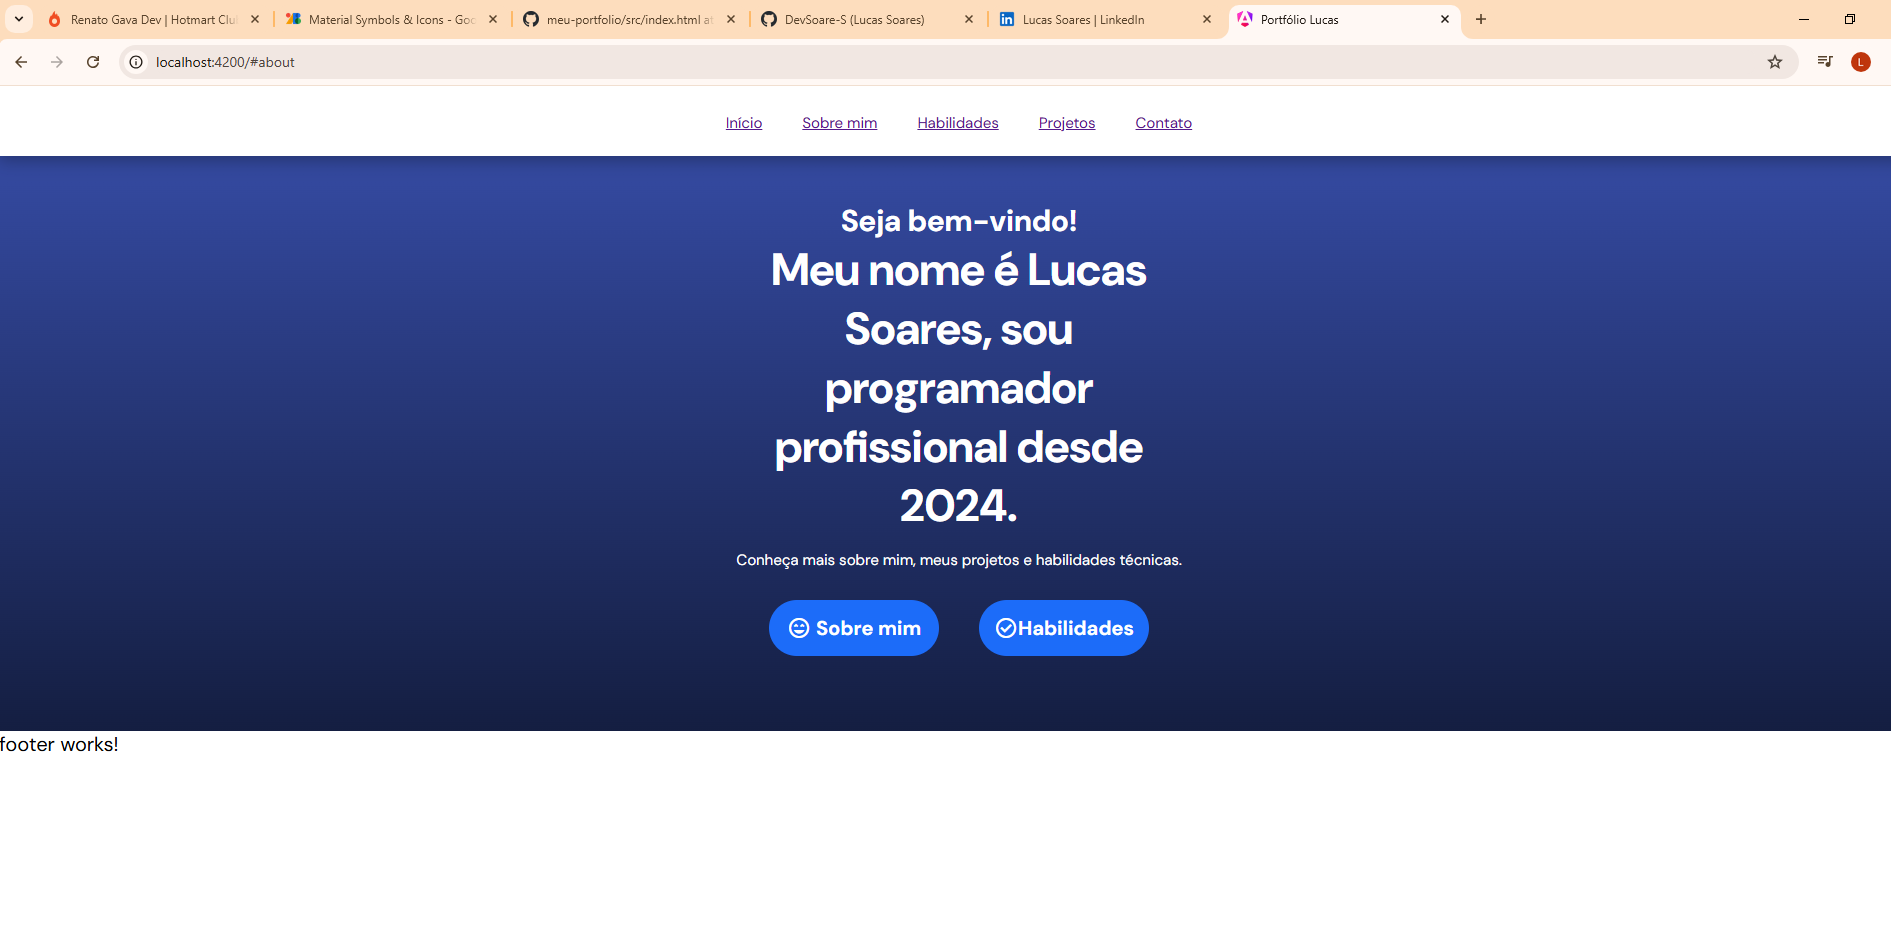 Renato Gava Dev | Hotmart Clu
Material Symbols & Icons - Goo
meu-portfolio/src/index.html at
DevSoare-S (Lucas Soares)
Lucas Soares | LinkedIn
Portfólio Lucas
localhost:4200/#about
L
Início Sobre mim Habilidades Projetos Contato
Seja bem-vindo!
Meu nome é Lucas
Soares, sou
programador
profissional desde
2024.
Conheça mais sobre mim, meus projetos e habilidades técnicas.
Sobre mim
Habilidades
footer works!